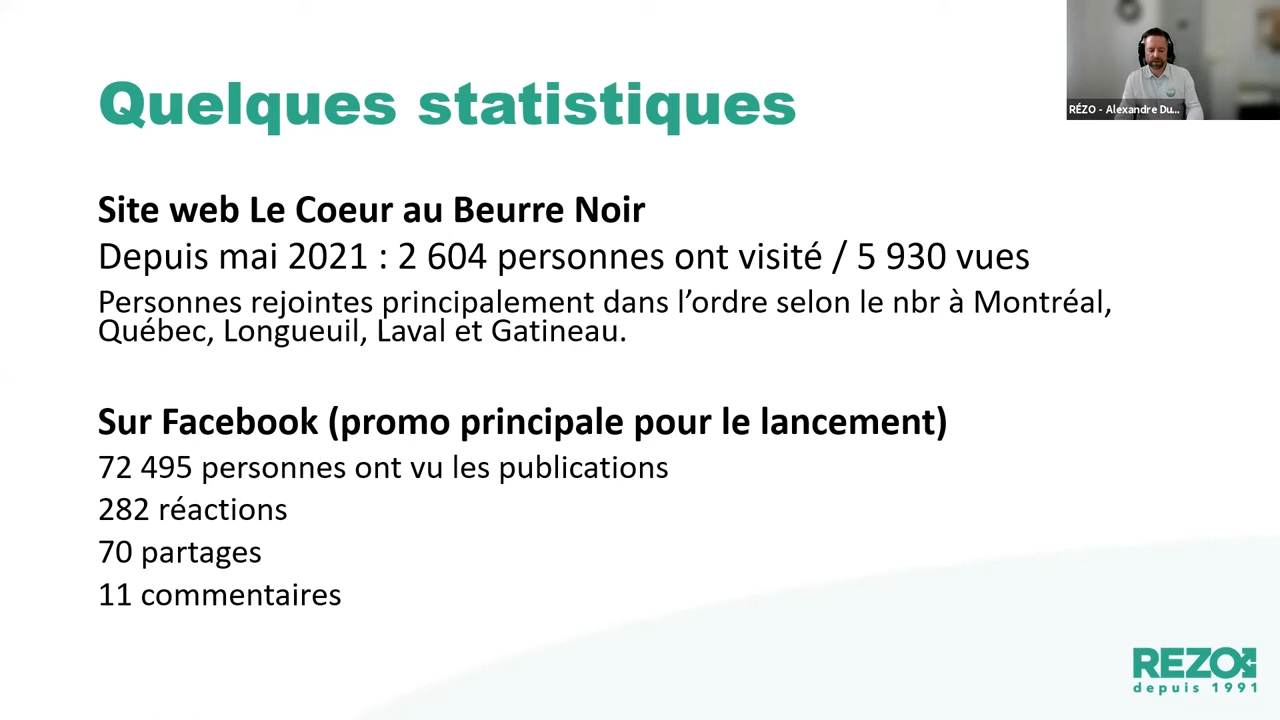 Quelques statistiques
RÉZO - Alexandre Du...
Site web Le Coeur au Beurre Noir
Depuis mai 2021 : 2 604 personnes ont visité / 5 930 vues
Personnes rejointes principalement dans l’ordre selon le nbr à Montréal,
Québec, Longueuil, Laval et Gatineau.
Sur Facebook (promo principale pour le lancement)
72 495 personnes ont vu les publications
282 réactions
70 partages
11 commentaires
REZO
depuis 1991